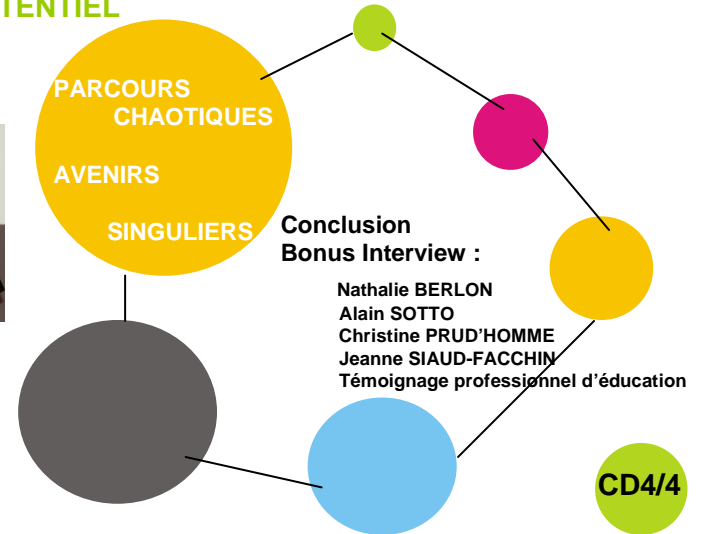 TENTIEL
PARCOURS
CHAOTIQUES
AVENIRS
SINGULIERS
Conclusion
Bonus Interview :
Nathalie BERLON
Alain SOTTO
Christine PRUD'HOMME
Jeanne SIAUD-FACCHIN
Témoignage professionnel d'éducation
CD4/4